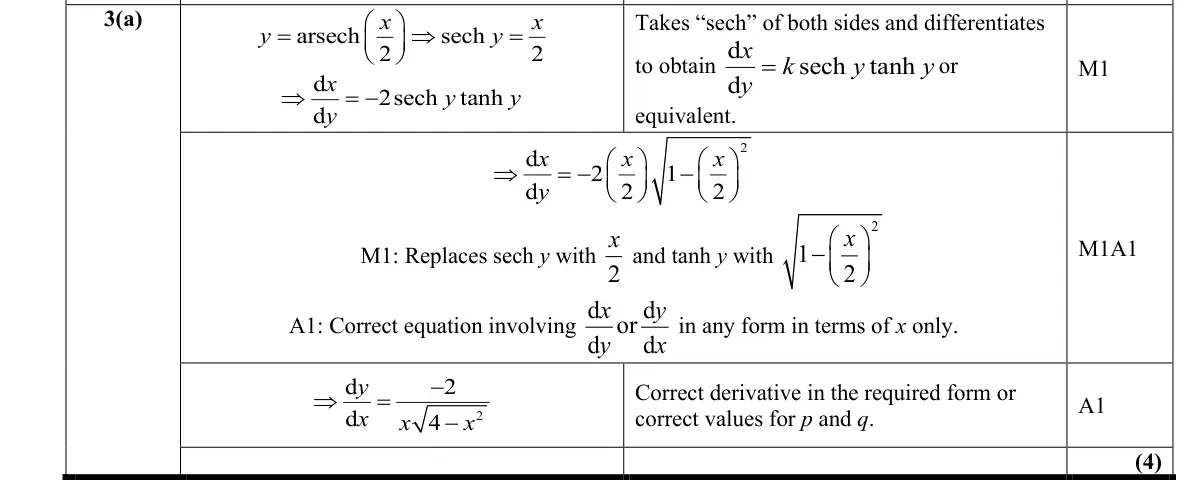 3(a)
y = arsech(x/2) ⇒ sech y = x/2
⇒ dx/dy = −2 sech y tanh y
Takes “sech” of both sides and differentiates
to obtain dx/dy = k sech y tanh y or
equivalent.
M1
⇒ dx/dy = −2(x/2)√(1−(x/2)²)
M1: Replaces sech y with x/2 and tanh y with √(1−(x/2)²)
A1: Correct equation involving dx/dy or dy/dx in any form in terms of x only.
M1A1
⇒ dy/dx = −2/(x√(4 − x²))
Correct derivative in the required form or
correct values for p and q.
A1
(4)